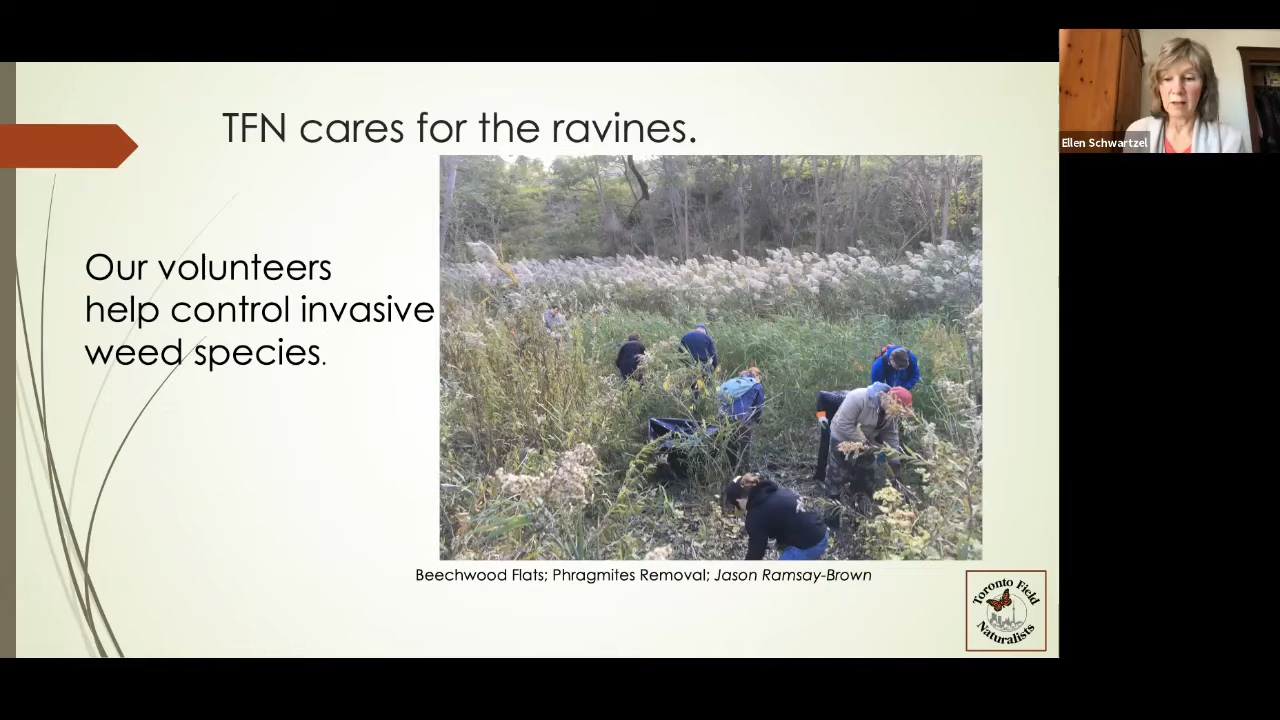 TFN cares for the ravines.
Ellen Schwartzel
Our volunteers
help control invasive
weed species.
Beechwood Flats; Phragmites Removal; Jason Ramsay-Brown
Toronto Field
Naturalists